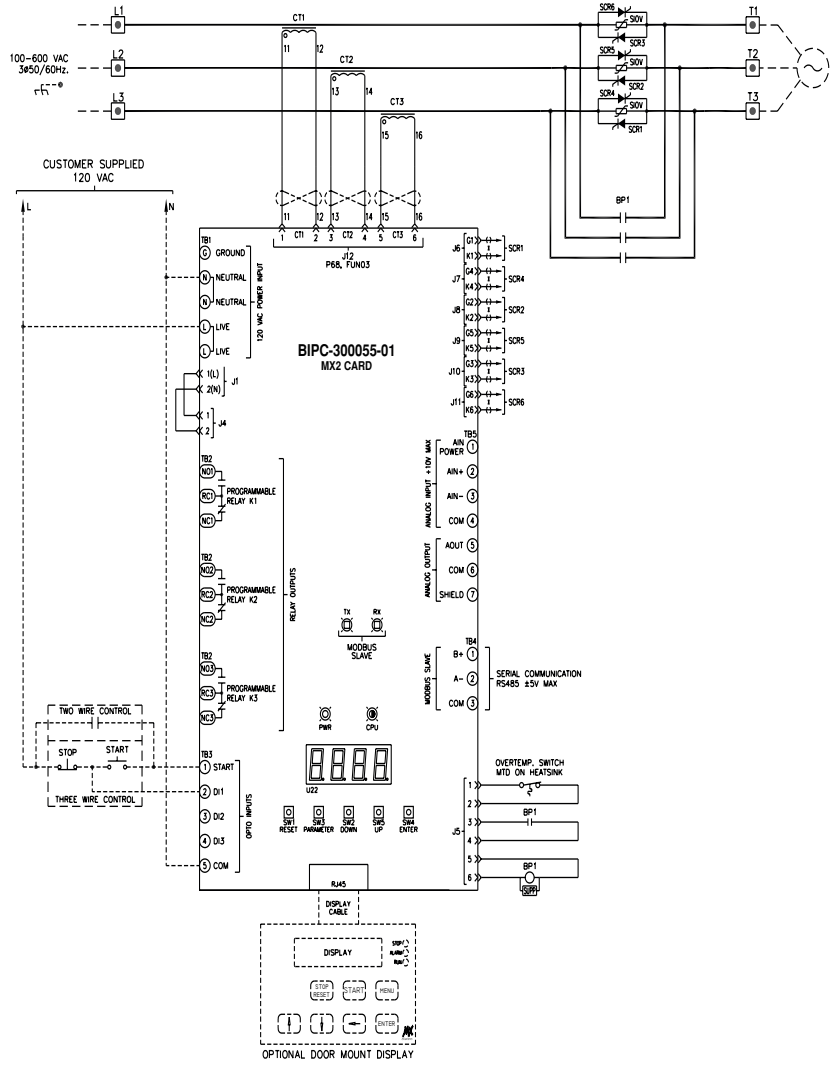 L1
CT1
SCR6
SIOV
SCR3
T1
11
12
L2
CT2
SCR5
SIOV
SCR2
T2
100-600 VAC
3ø50/60Hz.
13
14
L3
CT3
SCR4
SIOV
SCR1
T3
15
16
CUSTOMER SUPPLIED
120 VAC
L
N
BP1
11
12
13
14
15
16
1
CT1
2
3
CT2
4
5
CT3
6
J12
P68, FUN03
TB1
G GROUND
N NEUTRAL
N NEUTRAL
L LIVE
L LIVE
120 VAC POWER INPUT
1(L)
2(N)
J1
1
2
J4
BIPC-300055-01
MX2 CARD
J6
G1
K1
SCR1
J7
G4
K4
SCR4
J8
G2
K2
SCR2
J9
G5
K5
SCR5
J10
G3
K3
SCR3
J11
G6
K6
SCR6
TB5
AIN
POWER 1
AIN+ 2
AIN- 3
COM 4
ANALOG INPUT +10V MAX
AOUT 5
COM 6
SHIELD 7
ANALOG OUTPUT
TB2
NO1
RC1
NC1
PROGRAMMABLE
RELAY K1
TB2
NO2
RC2
NC2
PROGRAMMABLE
RELAY K2
TB2
NO3
RC3
NC3
PROGRAMMABLE
RELAY K3
RELAY OUTPUTS
TX
RX
MODBUS
SLAVE
TB4
B+ 1
A- 2
COM 3
MODBUS SLAVE
SERIAL COMMUNICATION
RS485 ±5V MAX
PWR
CPU
TWO WIRE CONTROL
STOP
START
THREE WIRE CONTROL
TB3
1 START
2 DI1
3 DI2
4 DI3
5 COM
OPTO INPUTS
8.8.8.8.
U22
SW1
RESET
SW3
PARAMETER
SW2
DOWN
SW5
UP
SW4
ENTER
OVERTEMP. SWITCH
MTD ON HEATSINK
J5
1
2
3
4
5
6
BP1
BP1
SUPP
RJ45
DISPLAY
CABLE
DISPLAY
STOP
ALARM
RUN
STOP
RESET
START
MENU
ENTER
OPTIONAL DOOR MOUNT DISPLAY